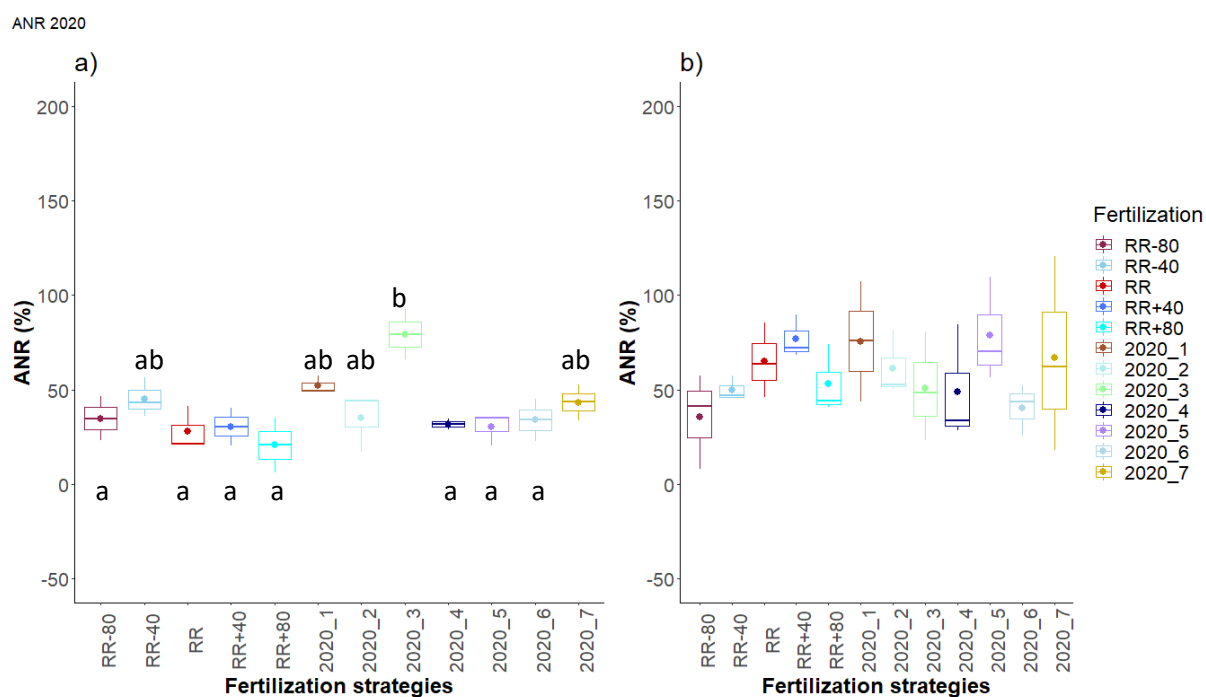 ANR 2020
a)
ANR (%)
200
150
100
50
0
-50
b
ab ab ab ab
a a a a a a a
RR-80 RR-40 RR RR+40 RR+80 2020_1 2020_2 2020_3 2020_4 2020_5 2020_6 2020_7
Fertilization strategies
b)
ANR (%)
200
150
100
50
0
-50
RR-80 RR-40 RR RR+40 RR+80 2020_1 2020_2 2020_3 2020_4 2020_5 2020_6 2020_7
Fertilization strategies
Fertilization
RR-80
RR-40
RR
RR+40
RR+80
2020_1
2020_2
2020_3
2020_4
2020_5
2020_6
2020_7